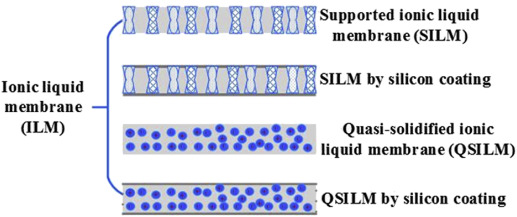 Ionic liquid
membrane
(ILM)
Supported ionic liquid
membrane (SILM)
SILM by silicon coating
Quasi-solidified ionic
liquid membrane (QSILM)
QSILM by silicon coating